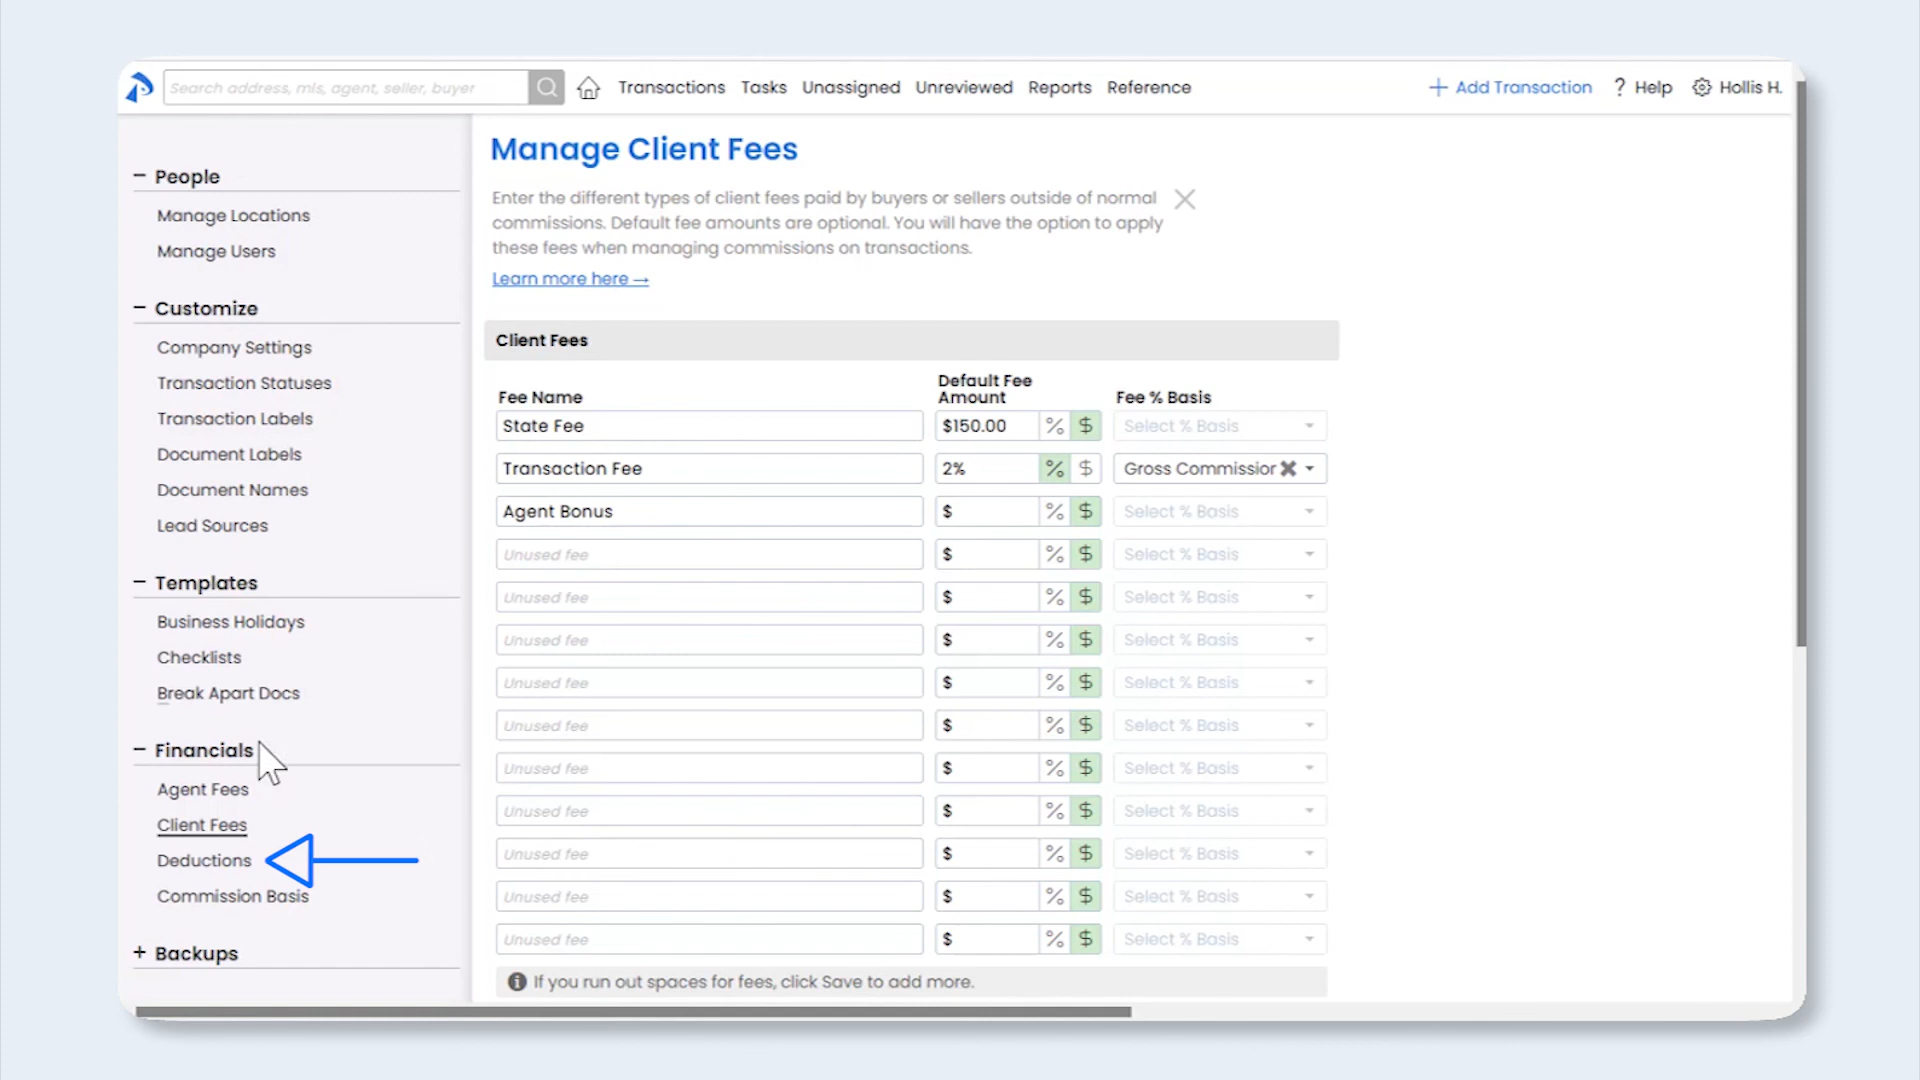 Search address, mls, agent, seller, buyer
Transactions
Tasks
Unassigned
Unreviewed
Reports
Reference
+ Add Transaction
? Help
Hollis H.
− People
Manage Locations
Manage Users
− Customize
Company Settings
Transaction Statuses
Transaction Labels
Document Labels
Document Names
Lead Sources
− Templates
Business Holidays
Checklists
Break Apart Docs
− Financials
Agent Fees
Client Fees
Deductions
Commission Basis
+ Backups
Manage Client Fees
Enter the different types of client fees paid by buyers or sellers outside of normal
commissions. Default fee amounts are optional. You will have the option to apply
these fees when managing commissions on transactions.
Learn more here →
Client Fees
Fee Name
Default Fee
Amount
Fee % Basis
State Fee $150.00 % $ Select % Basis
Transaction Fee 2% % $ Gross Commission
Agent Bonus $ % $ Select % Basis
Unused fee $ % $ Select % Basis
Unused fee $ % $ Select % Basis
Unused fee $ % $ Select % Basis
Unused fee $ % $ Select % Basis
Unused fee $ % $ Select % Basis
Unused fee $ % $ Select % Basis
Unused fee $ % $ Select % Basis
Unused fee $ % $ Select % Basis
Unused fee $ % $ Select % Basis
Unused fee $ % $ Select % Basis
If you run out spaces for fees, click Save to add more.